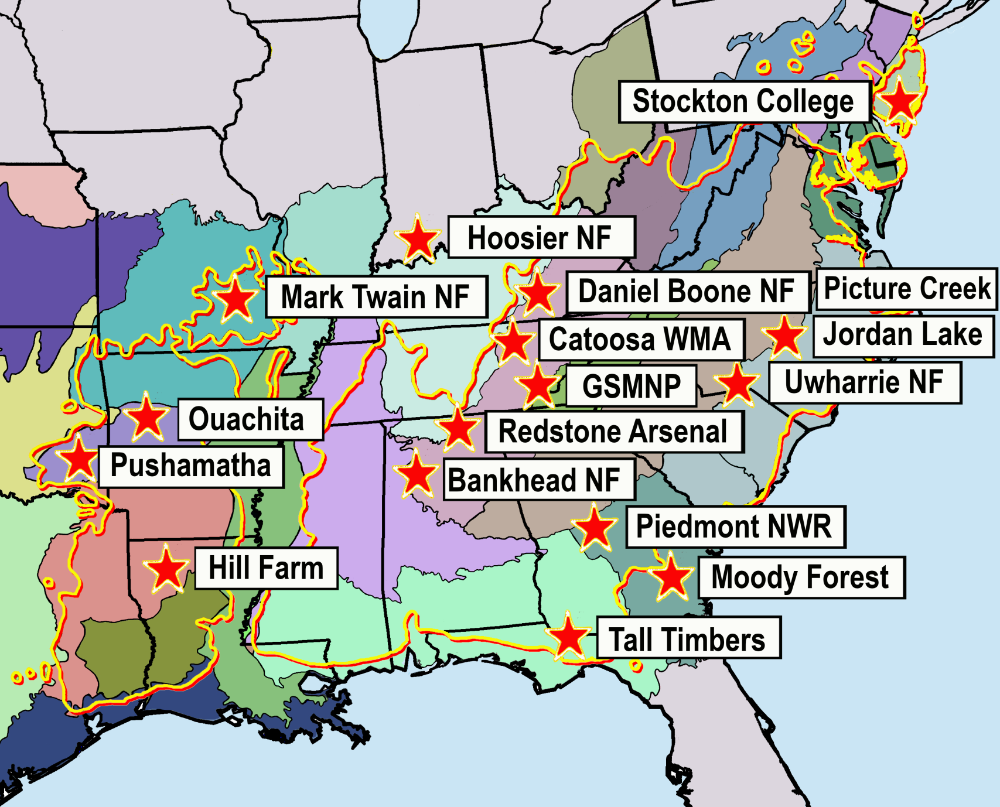 Stockton College
Hoosier NF
Mark Twain NF
Daniel Boone NF
Picture Creek
Catoosa WMA
Jordan Lake
GSMNP
Uwharrie NF
Ouachita
Redstone Arsenal
Pushamatha
Bankhead NF
Piedmont NWR
Hill Farm
Moody Forest
Tall Timbers